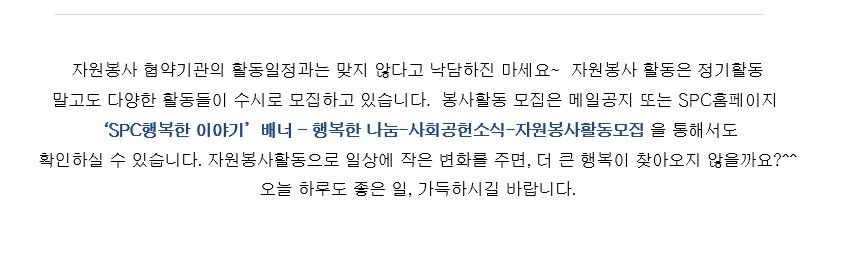 자원봉사 협약기관의 활동일정과는 맞지 않다고 낙담하진 마세요~ 자원봉사 활동은 정기활동
말고도 다양한 활동들이 수시로 모집하고 있습니다. 봉사활동 모집은 메일공지 또는 SPC홈페이지
‘SPC행복한 이야기’ 배너 – 행복한 나눔-사회공헌소식-자원봉사활동모집 을 통해서도
확인하실 수 있습니다. 자원봉사활동으로 일상에 작은 변화를 주면, 더 큰 행복이 찾아오지 않을까요?^^
오늘 하루도 좋은 일, 가득하시길 바랍니다.